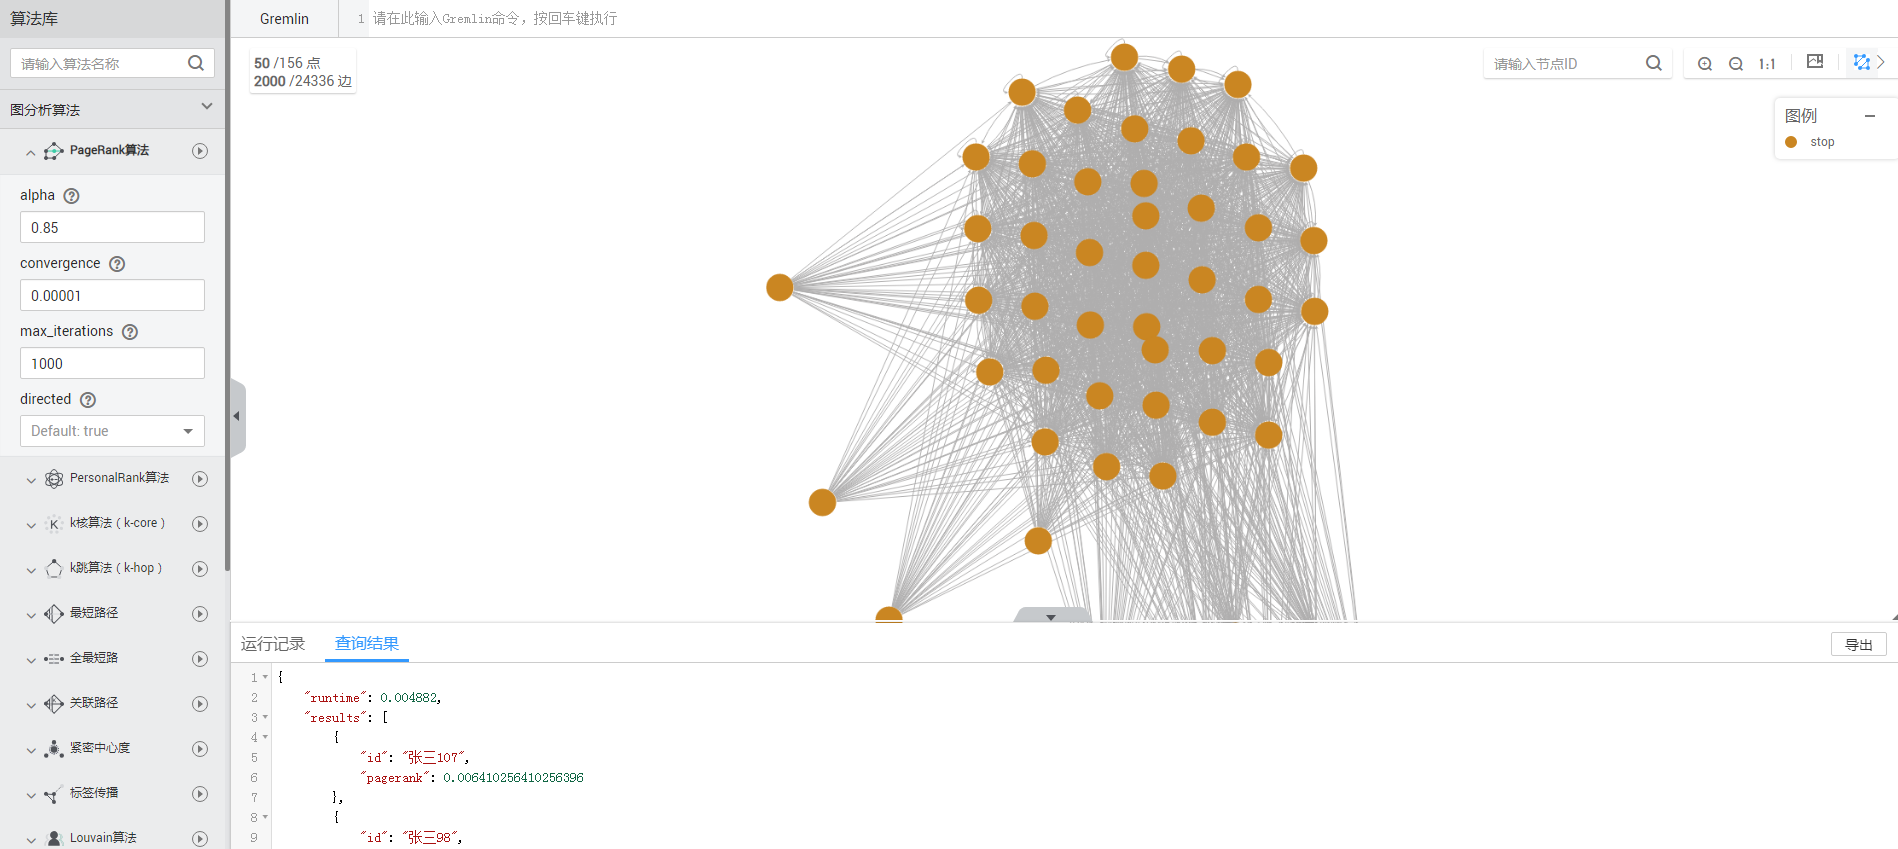 算法库
请输入算法名称
图分析算法
PageRank算法
alpha ?
0.85
convergence ?
0.00001
max_iterations ?
1000
directed ?
Default: true
PersonalRank算法
K k核算法（k-core）
k跳算法（k-hop）
最短路径
全最短路
关联路径
紧密中心度
标签传播
Louvain算法
Gremlin
1 请在此输入Gremlin命令，按回车键执行
50 /156 点
2000 /24336 边
请输入节点ID
1:1
图例
stop
运行记录 查询结果
导出
1 {
2 "runtime": 0.004882,
3 "results": [
4 {
5 "id": "张三107",
6 "pagerank": 0.006410256410256396
7 },
8 {
9 "id": "张三98",